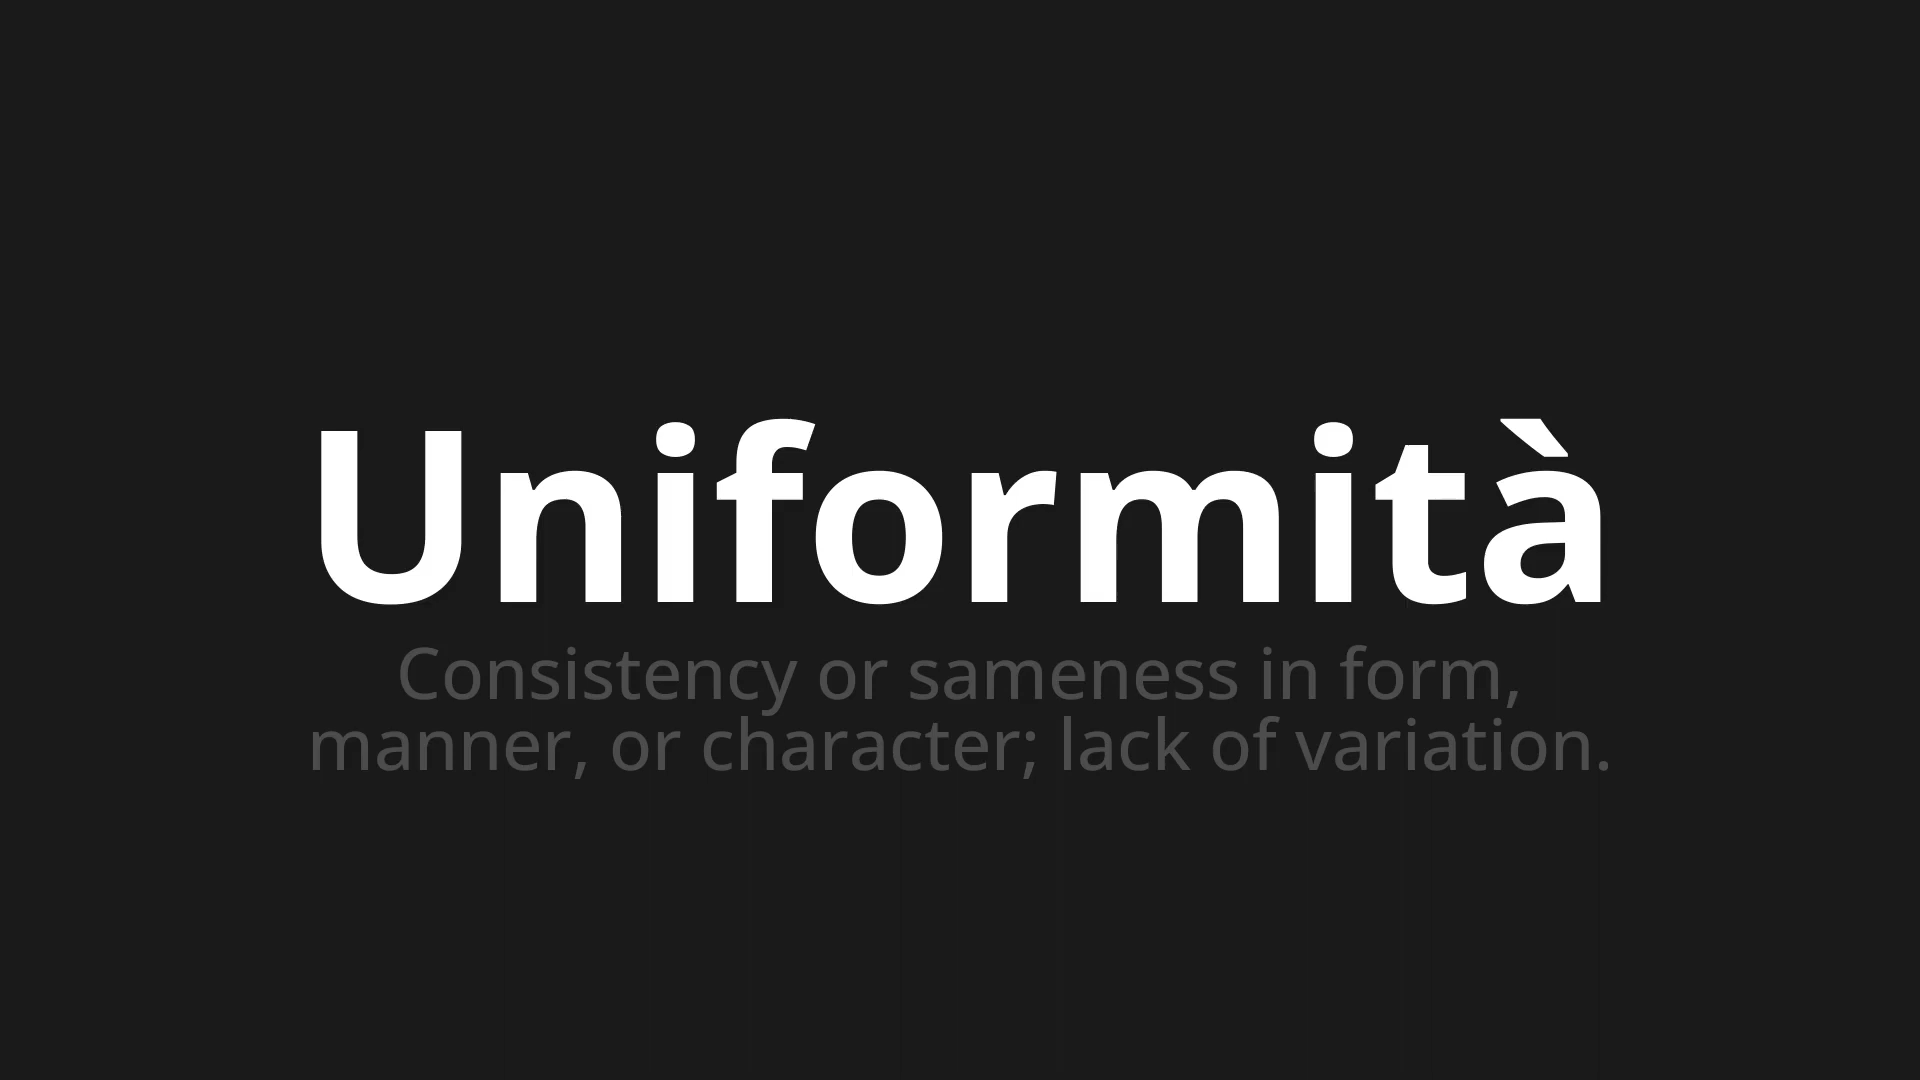 Uniformità
Consistency or sameness in form,
manner, or character; lack of variation.